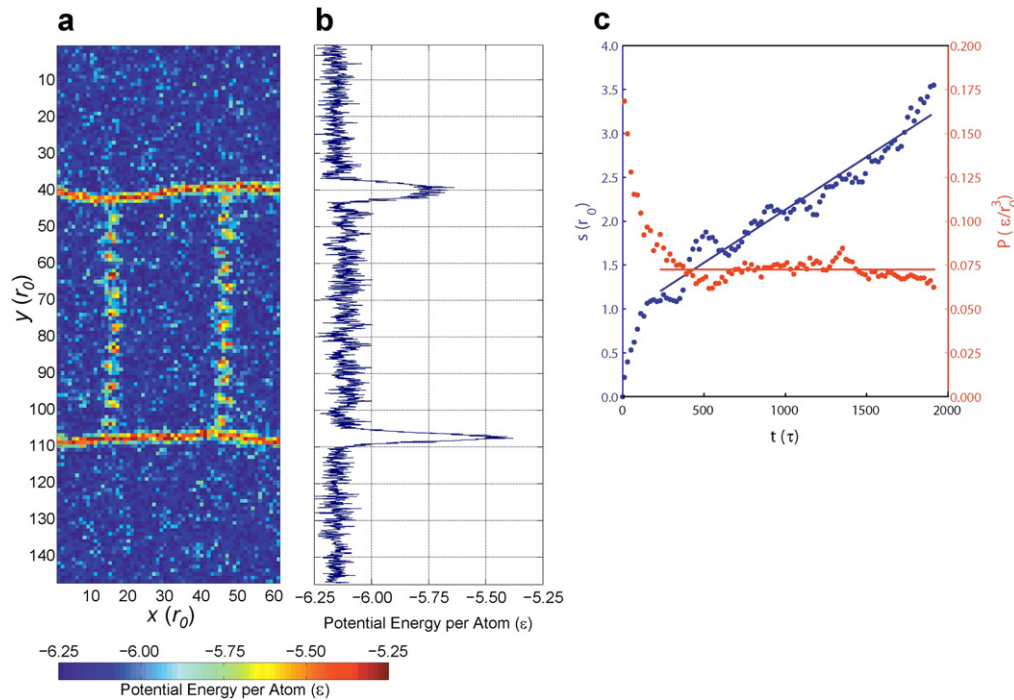 a
10
20
30
40
50
60
70
80
90
100
110
120
130
140
y (r0)
10 20 30 40 50 60
x (r0)
−6.25 −6.00 −5.75 −5.50 −5.25
Potential Energy per Atom (ε)
b
−6.25 −6.00 −5.75 −5.50 −5.25
Potential Energy per Atom (ε)
c
4.0
3.5
3.0
2.5
2.0
1.5
1.0
0.5
0.0
s (r0)
0 500 1000 1500 2000
t (τ)
0.200
0.175
0.150
0.125
0.100
0.075
0.050
0.025
0.000
P ( ε/r0^3)